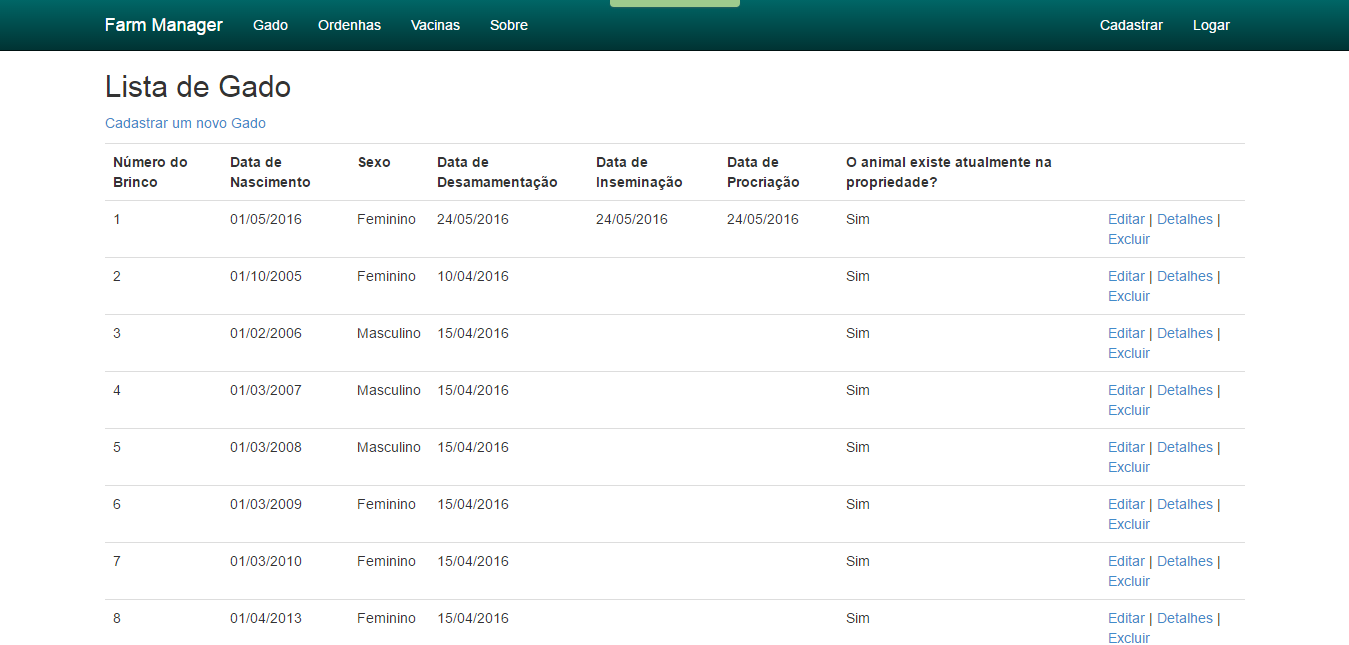 Farm Manager Gado Ordenhas Vacinas Sobre Cadastrar Logar
Lista de Gado
Cadastrar um novo Gado
Número do Brinco Data de Nascimento Sexo Data de Desamamentação Data de Inseminação Data de Procriação O animal existe atualmente na propriedade?
1 01/05/2016 Feminino 24/05/2016 24/05/2016 24/05/2016 Sim Editar | Detalhes |
Excluir
2 01/10/2005 Feminino 10/04/2016 Sim Editar | Detalhes |
Excluir
3 01/02/2006 Masculino 15/04/2016 Sim Editar | Detalhes |
Excluir
4 01/03/2007 Masculino 15/04/2016 Sim Editar | Detalhes |
Excluir
5 01/03/2008 Masculino 15/04/2016 Sim Editar | Detalhes |
Excluir
6 01/03/2009 Feminino 15/04/2016 Sim Editar | Detalhes |
Excluir
7 01/03/2010 Feminino 15/04/2016 Sim Editar | Detalhes |
Excluir
8 01/04/2013 Feminino 15/04/2016 Sim Editar | Detalhes |
Excluir